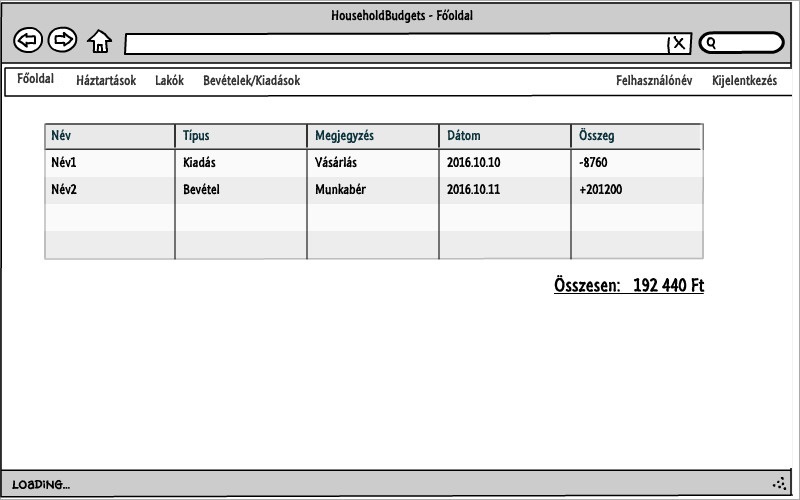 HouseholdBudgets - Főoldal
X
Főoldal Háztartások Lakók Bevételek/Kiadások Felhasználónév Kijelentkezés
Név Típus Megjegyzés Dátom Összeg
Név1 Kiadás Vásárlás 2016.10.10 -8760
Név2 Bevétel Munkabér 2016.10.11 +201200
Összesen: 192 440 Ft
LOADING...